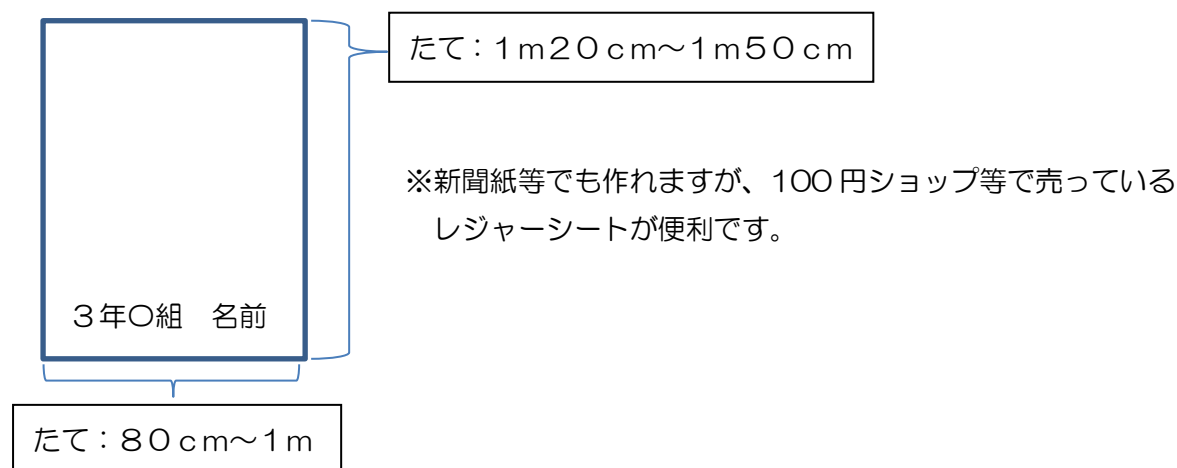 たて：１ｍ２０ｃｍ～１ｍ５０ｃｍ
※新聞紙等でも作れますが、100 円ショップ等で売っている
レジャーシートが便利です。
３年〇組　名前
たて：８０ｃｍ～１ｍ